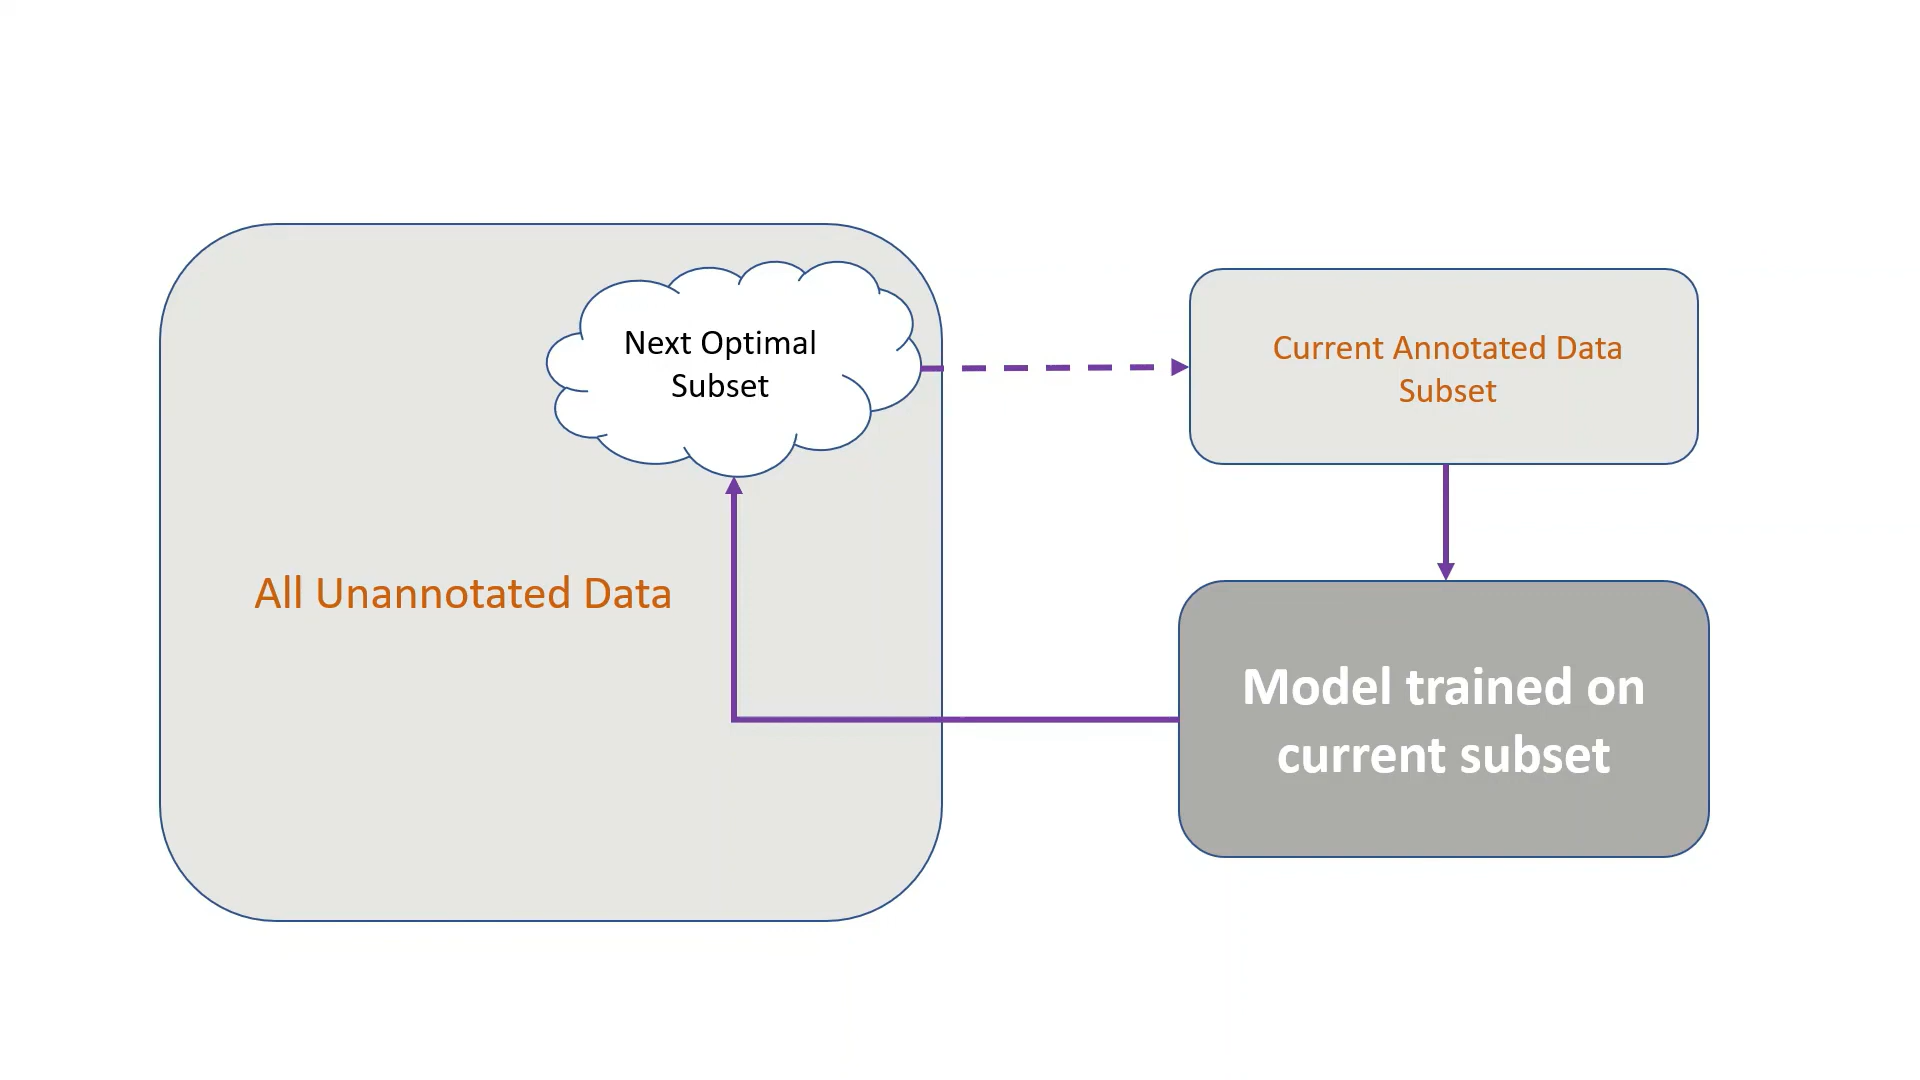 Next Optimal
Subset
Current Annotated Data
Subset
All Unannotated Data
Model trained on
current subset